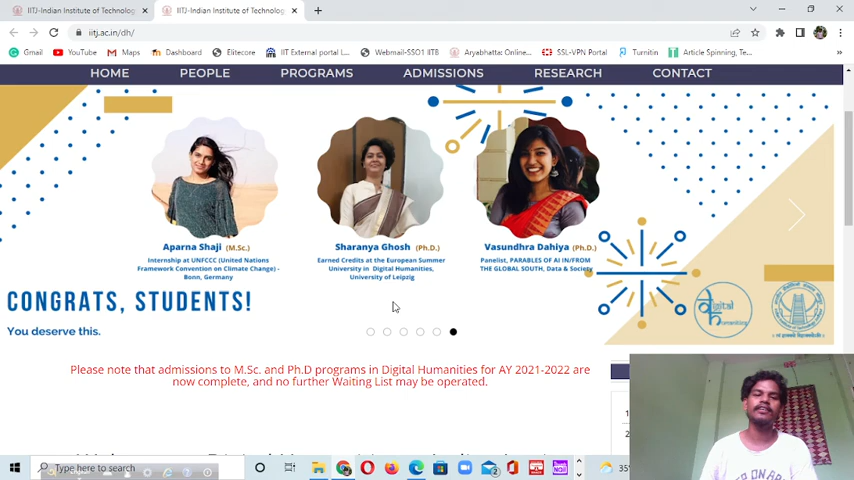 IITJ-Indian Institute of Technolog
IITJ-Indian Institute of Technolog
iitj.ac.in/dh/
Gmail
YouTube
Maps
Dashboard
Elitecore
IIT External portal I...
Webmail-SSO1 IITB
Aryabhatta: Online...
SSL-VPN Portal
Turnitin
Article Spinning, Te...
HOME
PEOPLE
PROGRAMS
ADMISSIONS
RESEARCH
CONTACT
Aparna Shaji (M.Sc.)
Internship at UNFCCC (United Nations
Framework Convention on Climate Change) -
Bonn, Germany
Sharanya Ghosh (Ph.D.)
Earned Credits at the European Summer
University in Digital Humanities,
University of Leipzig
Vasundhra Dahiya (Ph.D.)
Panelist, PARABLES OF AI IN/FROM
THE GLOBAL SOUTH, Data & Society
CONGRATS, STUDENTS!
You deserve this.
digital
humanities
Please note that admissions to M.Sc. and Ph.D programs in Digital Humanities for AY 2021-2022 are
now complete, and no further Waiting List may be operated.
1
2
Type here to search
35°